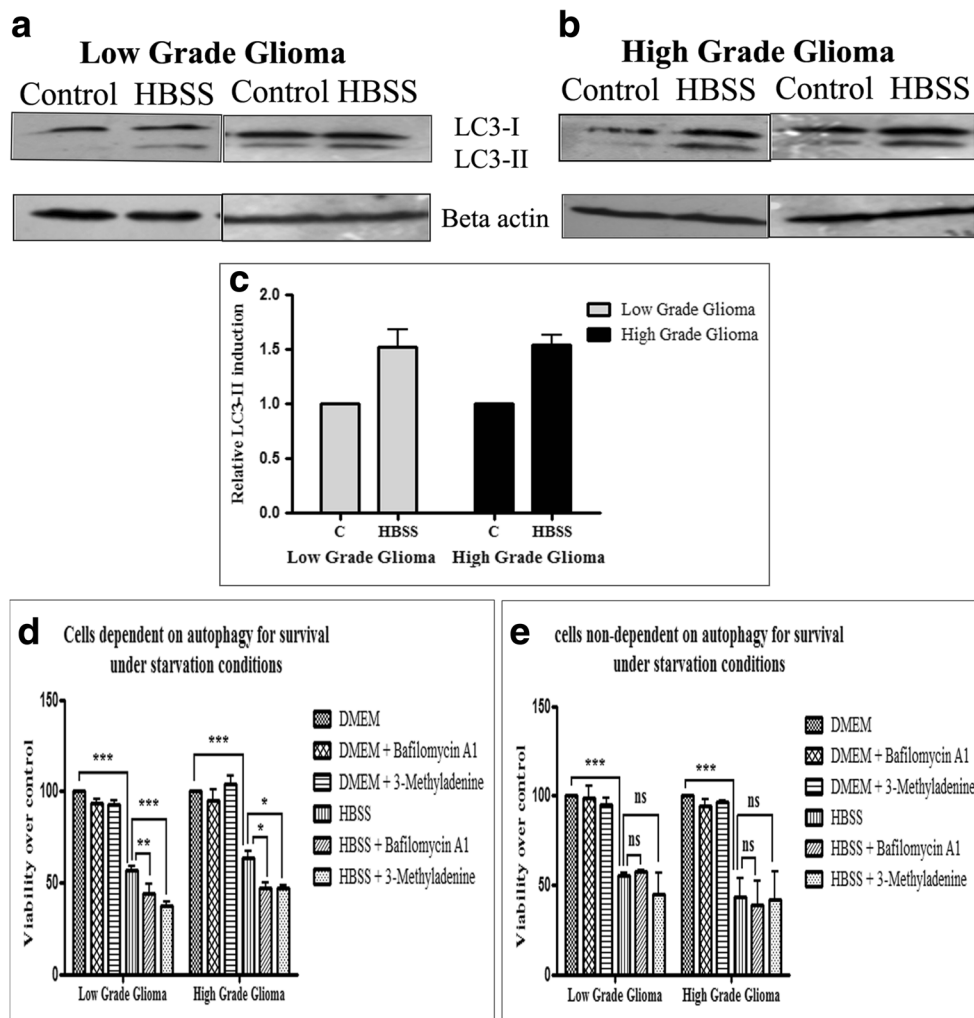 a
Low Grade Glioma
Control HBSS Control HBSS
LC3-I
LC3-II
Beta actin
b
High Grade Glioma
Control HBSS Control HBSS
c
2.0
1.5
1.0
0.5
0.0
Relative LC3-II induction
C HBSS C HBSS
Low Grade Glioma High Grade Glioma
Low Grade Glioma
High Grade Glioma
d
Cells dependent on autophagy for survival
under starvation conditions
150
100
50
0
Viability over control
*** *** **
*** * *
Low Grade Glioma High Grade Glioma
DMEM
DMEM + Bafilomycin A1
DMEM + 3-Methyladenine
HBSS
HBSS + Bafilomycin A1
HBSS + 3-Methyladenine
e
cells non-dependent on autophagy for survival
under starvation conditions
150
100
50
0
Viability over control
*** ns ns
*** ns ns
Low Grade Glioma High Grade Glioma
DMEM
DMEM + Bafilomycin A1
DMEM + 3-Methyladenine
HBSS
HBSS + Bafilomycin A1
HBSS + 3-Methyladenine